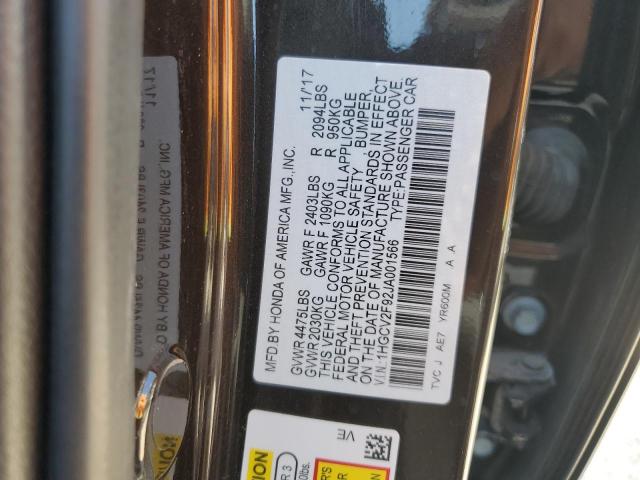 MFD.BY HONDA OF AMERICA MFG.,INC. 11/'17
GVWR 4475LBS GAWR F 2403LBS R 2094LBS
GVWR 2030KG GAWR F 1090KG R 950KG
THIS VEHICLE CONFORMS TO ALL APPLICABLE
FEDERAL MOTOR VEHICLE SAFETY BUMPER,
AND THEFT PREVENTION STANDARDS IN EFFECT
ON THE DATE OF MANUFACTURE SHOWN ABOVE.
V.I.N.:1HGCV2F92JA001566 TYPE:PASSENGER CAR
TVC J AE7 YR600M A A
VE